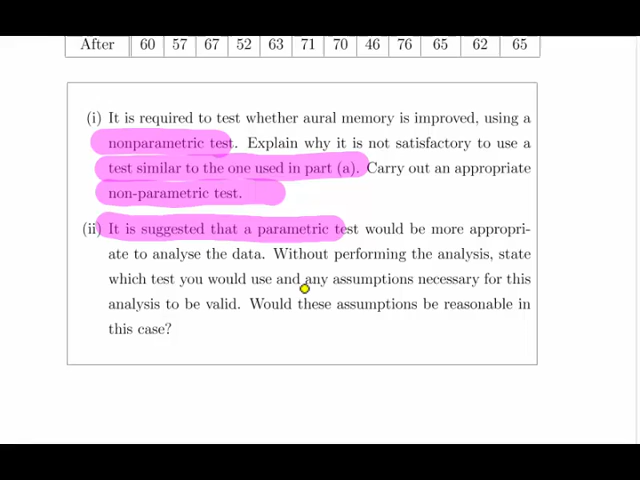 After 60 57 67 52 63 71 70 46 76 65 62 65
(i) It is required to test whether aural memory is improved, using a
nonparametric test. Explain why it is not satisfactory to use a
test similar to the one used in part (a). Carry out an appropriate
non-parametric test.
(ii) It is suggested that a parametric test would be more appropri-
ate to analyse the data. Without performing the analysis, state
which test you would use and any assumptions necessary for this
analysis to be valid. Would these assumptions be reasonable in
this case?